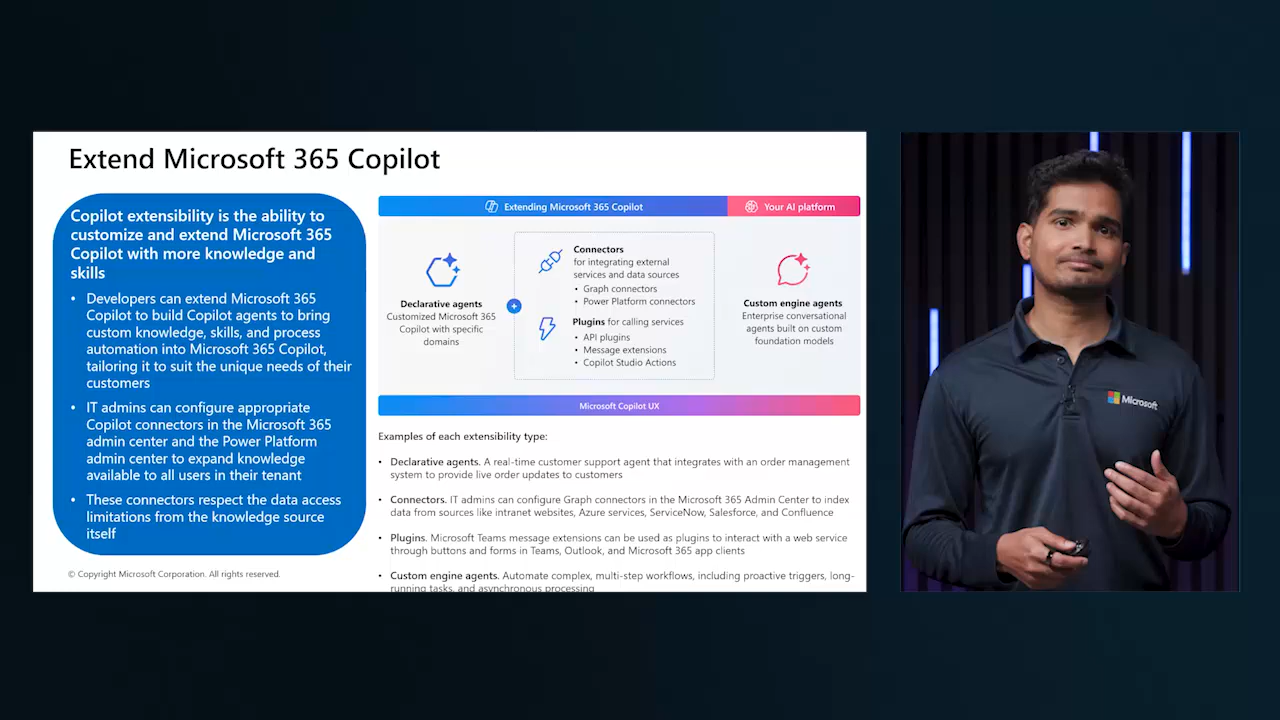 Extend Microsoft 365 Copilot
Copilot extensibility is the ability to
customize and extend Microsoft 365
Copilot with more knowledge and
skills
• Developers can extend Microsoft 365
Copilot to build Copilot agents to bring
custom knowledge, skills, and process
automation into Microsoft 365 Copilot,
tailoring it to suit the unique needs of their
customers
• IT admins can configure appropriate
Copilot connectors in the Microsoft 365
admin center and the Power Platform
admin center to expand knowledge
available to all users in their tenant
• These connectors respect the data access
limitations from the knowledge source
itself
© Copyright Microsoft Corporation. All rights reserved.
Extending Microsoft 365 Copilot
Your AI platform
Declarative agents
Customized Microsoft 365
Copilot with specific
domains
Connectors
for integrating external
services and data sources
• Graph connectors
• Power Platform connectors
Plugins for calling services
• API plugins
• Message extensions
• Copilot Studio Actions
Custom engine agents
Enterprise conversational
agents built on custom
foundation models
Microsoft Copilot UX
Examples of each extensibility type:
• Declarative agents. A real-time customer support agent that integrates with an order management
system to provide live order updates to customers
• Connectors. IT admins can configure Graph connectors in the Microsoft 365 Admin Center to index
data from sources like intranet websites, Azure services, ServiceNow, Salesforce, and Confluence
• Plugins. Microsoft Teams message extensions can be used as plugins to interact with a web service
through buttons and forms in Teams, Outlook, and Microsoft 365 app clients
• Custom engine agents. Automate complex, multi-step workflows, including proactive triggers, long-
running tasks, and asynchronous processing
Microsoft